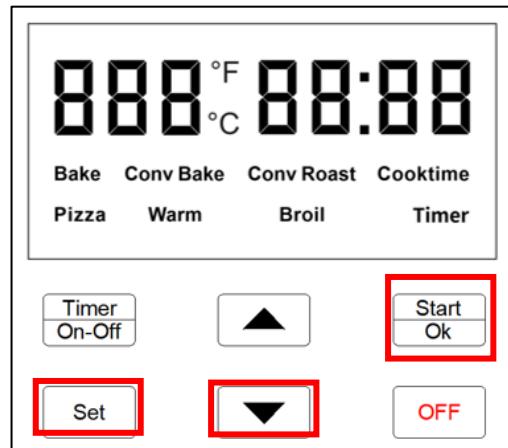 888 °F 88:88
°C
Bake Conv Bake Conv Roast Cooktime
Pizza Warm Broil Timer
Timer
On-Off
Start
Ok
Set
OFF